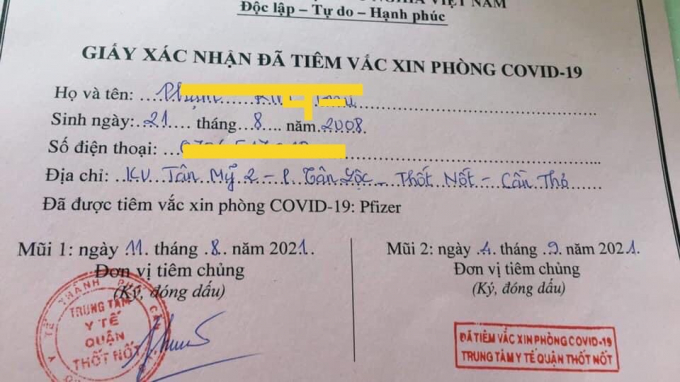 VIỆT NAM
Độc lập – Tự do – Hạnh phúc
GIẤY XÁC NHẬN ĐÃ TIÊM VẮC XIN PHÒNG COVID-19
Họ và tên:
Sinh ngày: 21 tháng 8 năm 2008
Số điện thoại:
Địa chỉ: KV. Tân Mỹ 2 – P. Tân Lộc – Thốt Nốt – Cần Thơ
Đã được tiêm vắc xin phòng COVID-19: Pfizer
Mũi 1: ngày 11 tháng 8 năm 2021
Đơn vị tiêm chủng
(Ký, đóng dấu)
TRUNG TÂM
Y TẾ
QUẬN
THỐT NỐT
Mũi 2: ngày 4 tháng 9 năm 2021
Đơn vị tiêm chủng
(Ký, đóng dấu)
ĐÃ TIÊM VẮC XIN PHÒNG COVID-19
TRUNG TÂM Y TẾ QUẬN THỐT NỐT